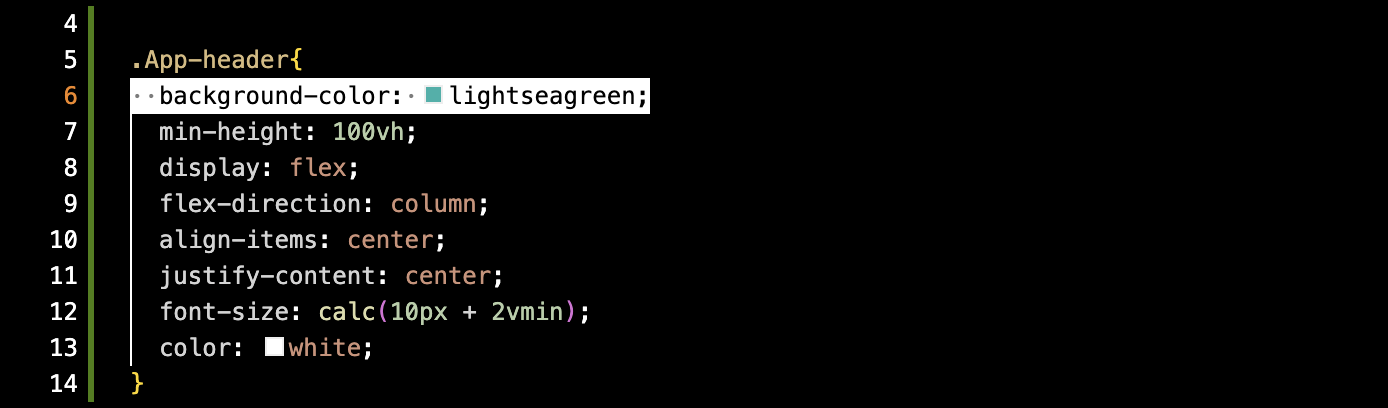 4
5 .App-header{
6   background-color: lightseagreen;
7   min-height: 100vh;
8   display: flex;
9   flex-direction: column;
10   align-items: center;
11   justify-content: center;
12   font-size: calc(10px + 2vmin);
13   color: white;
14 }